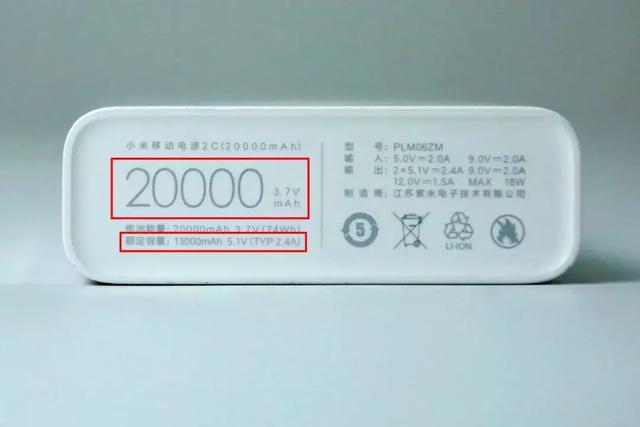 小米移动电源2C(20000mAh)
20000 3.7V
mAh
电池能量: 20000mAh 3.7V(74Wh)
额定容量: 13000mAh 5.1V(TYP 2.4A)
型 号: PLM06ZM
输 入: 5.0V⎓2.0A 9.0V⎓2.0A
输 出: 2×5.1V⎓2.4A 9.0V⎓2.0A
12.0V⎓1.5A MAX 18W
制 造 商: 江苏紫米电子技术有限公司
5
LI-ION